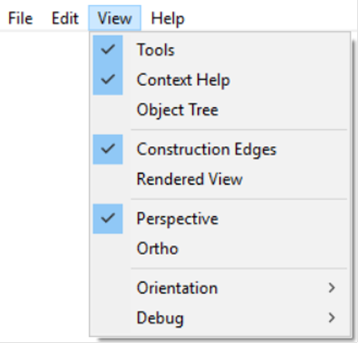 File Edit View Help
Tools
Context Help
Object Tree
Construction Edges
Rendered View
Perspective
Ortho
Orientation
Debug